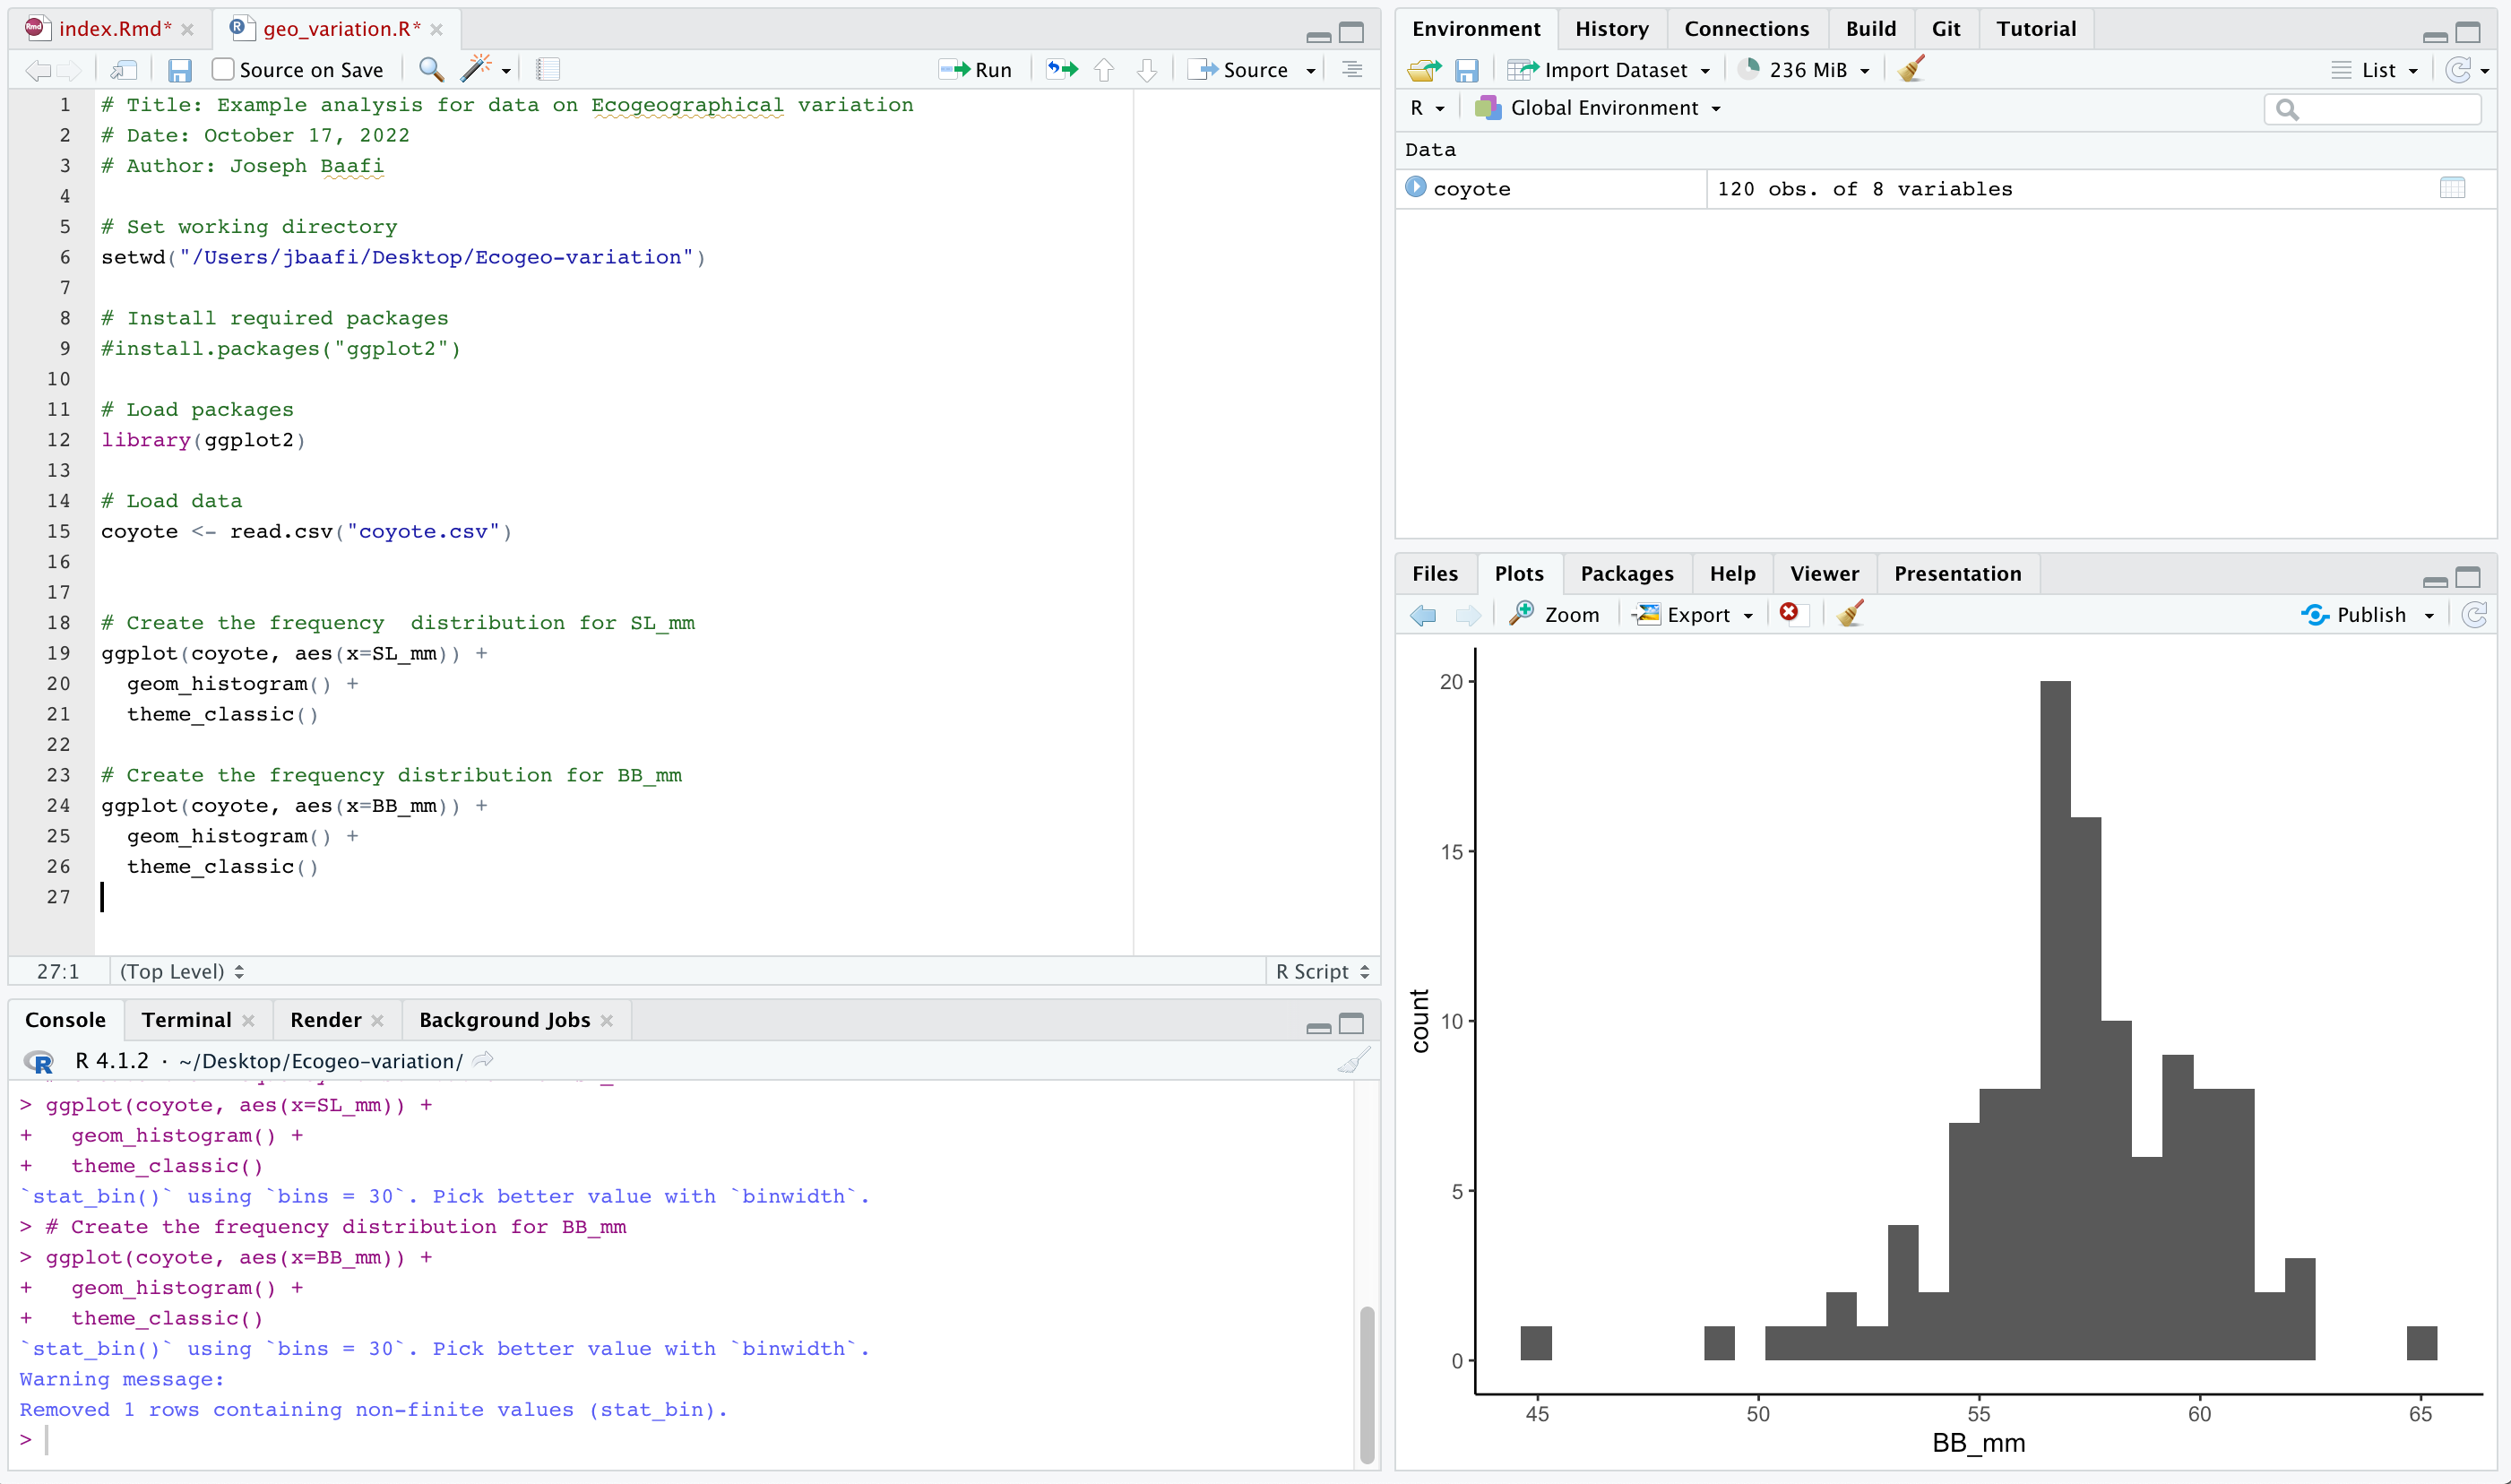 index.Rmd*
geo_variation.R*
Source on Save
Run
Source
1 # Title: Example analysis for data on Ecogeographical variation
2 # Date: October 17, 2022
3 # Author: Joseph Baafi
4
5 # Set working directory
6 setwd("/Users/jbaafi/Desktop/Ecogeo-variation")
7
8 # Install required packages
9 #install.packages("ggplot2")
10
11 # Load packages
12 library(ggplot2)
13
14 # Load data
15 coyote <- read.csv("coyote.csv")
16
17
18 # Create the frequency  distribution for SL_mm
19 ggplot(coyote, aes(x=SL_mm)) +
20   geom_histogram() +
21   theme_classic()
22
23 # Create the frequency distribution for BB_mm
24 ggplot(coyote, aes(x=BB_mm)) +
25   geom_histogram() +
26   theme_classic()
27
27:1 (Top Level) R Script
Console Terminal Render Background Jobs
R 4.1.2 · ~/Desktop/Ecogeo-variation/
> ggplot(coyote, aes(x=SL_mm)) +
+   geom_histogram() +
+   theme_classic()
`stat_bin()` using `bins = 30`. Pick better value with `binwidth`.
> # Create the frequency distribution for BB_mm
> ggplot(coyote, aes(x=BB_mm)) +
+   geom_histogram() +
+   theme_classic()
`stat_bin()` using `bins = 30`. Pick better value with `binwidth`.
Warning message:
Removed 1 rows containing non-finite values (stat_bin).
>
Environment History Connections Build Git Tutorial
Import Dataset 236 MiB List
R Global Environment
Data
coyote 120 obs. of 8 variables
Files Plots Packages Help Viewer Presentation
Zoom Export Publish
20
15
10
5
0
count
45 50 55 60 65
BB_mm